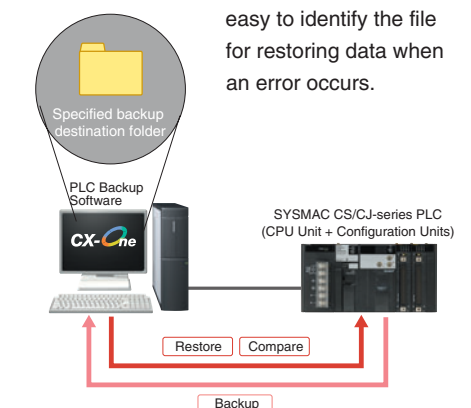 easy to identify the file
for restoring data when
an error occurs.
Specified backup
destination folder
PLC Backup
Software
CX-One
SYSMAC CS/CJ-series PLC
(CPU Unit + Configuration Units)
Restore
Compare
Backup